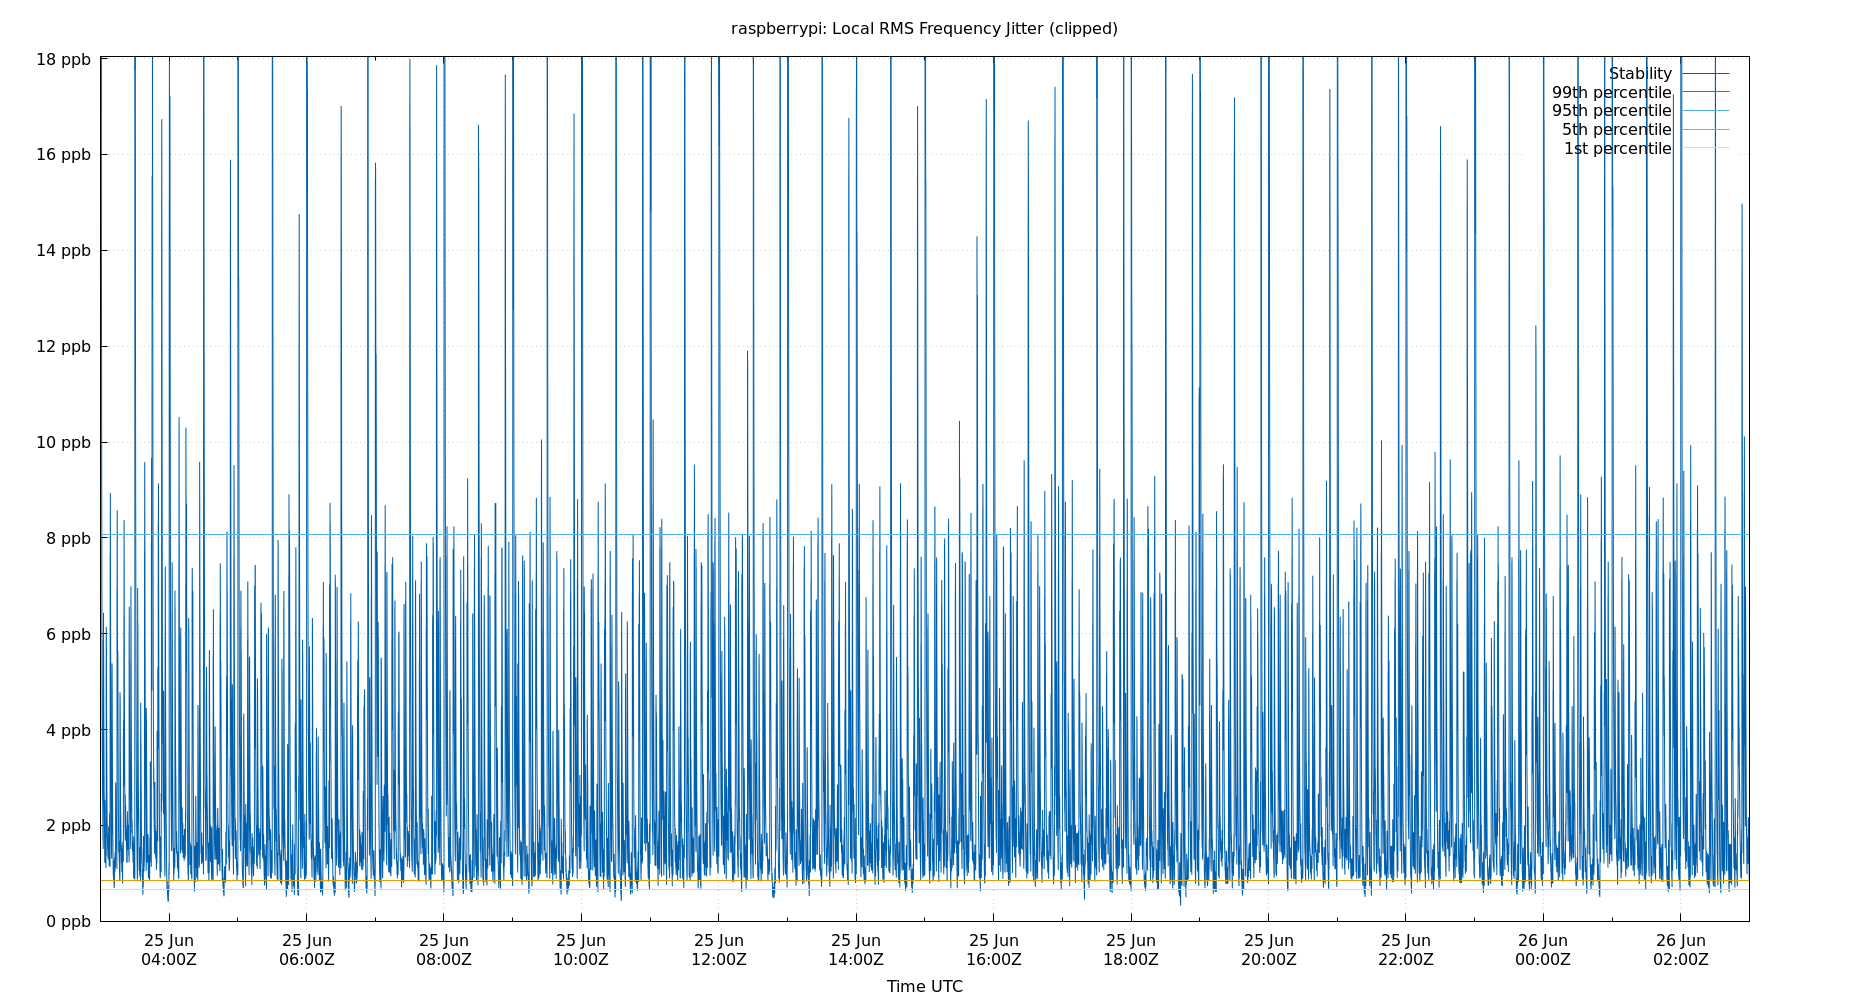 raspberrypi: Local RMS Frequency Jitter (clipped)
18 ppb
16 ppb
14 ppb
12 ppb
10 ppb
8 ppb
6 ppb
4 ppb
2 ppb
0 ppb
Stability
99th percentile
95th percentile
5th percentile
1st percentile
25 Jun 25 Jun 25 Jun 25 Jun 25 Jun 25 Jun 25 Jun 25 Jun 25 Jun 25 Jun 26 Jun 26 Jun
04:00Z 06:00Z 08:00Z 10:00Z 12:00Z 14:00Z 16:00Z 18:00Z 20:00Z 22:00Z 00:00Z 02:00Z
Time UTC